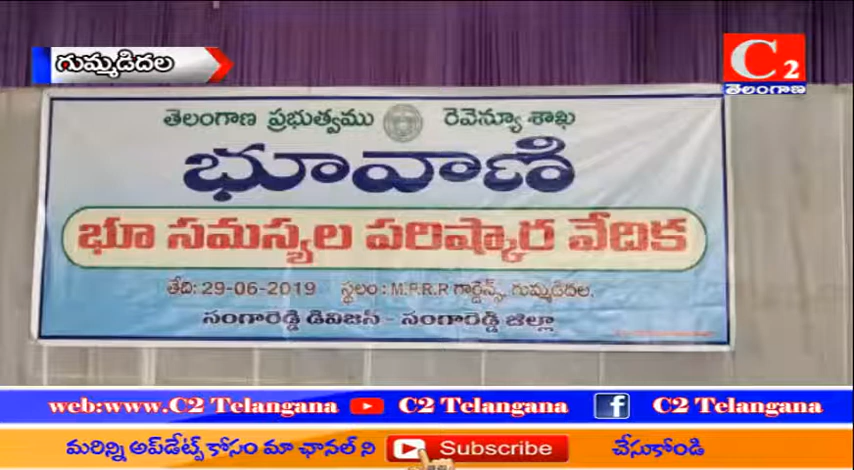 గుమ్మడిదల
C2
తెలంగాణ
తెలంగాణ ప్రభుత్వము రెవెన్యూ శాఖ
భూవాణి
భూ సమస్యల పరిష్కార వేదిక
తేది: 29-06-2019 స్థలం : M.P.R.R గార్డెన్స్, గుమ్మడిదల.
సంగారెడ్డి డివిజన్ - సంగారెడ్డి జిల్లా
web:www.C2 Telangana C2 Telangana f C2 Telangana
మరిన్ని అప్‌డేట్స్ కోసం మా ఛానల్ ని Subscribe చేసుకోండి